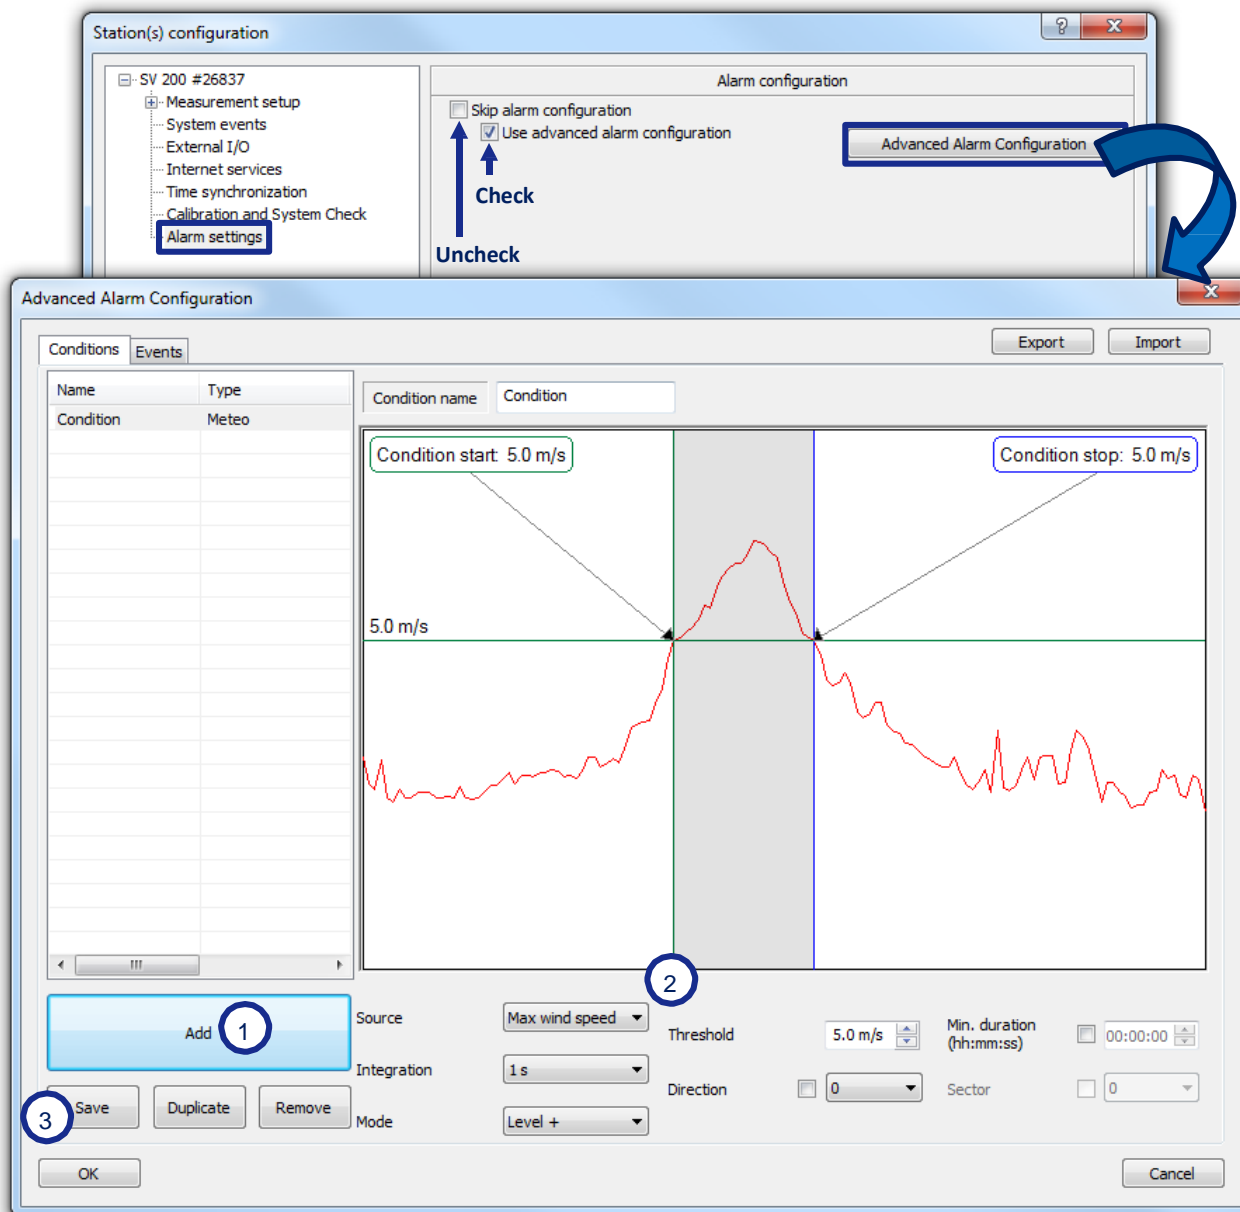 Station(s) configuration
?
SV 200 #26837
Measurement setup
System events
External I/O
Internet services
Time synchronization
Calibration and System Check
Alarm settings
Alarm configuration
Skip alarm configuration
Use advanced alarm configuration
Advanced Alarm Configuration
Check
Uncheck
Advanced Alarm Configuration
Conditions
Events
Export
Import
Name
Type
Condition
Meteo
Condition name
Condition
Condition start: 5.0 m/s
Condition stop: 5.0 m/s
5.0 m/s
2
Add
1
Save
3
Duplicate
Remove
Source
Max wind speed
Integration
1 s
Mode
Level +
Threshold
5.0 m/s
Min. duration
(hh:mm:ss)
00:00:00
Direction
0
Sector
0
OK
Cancel